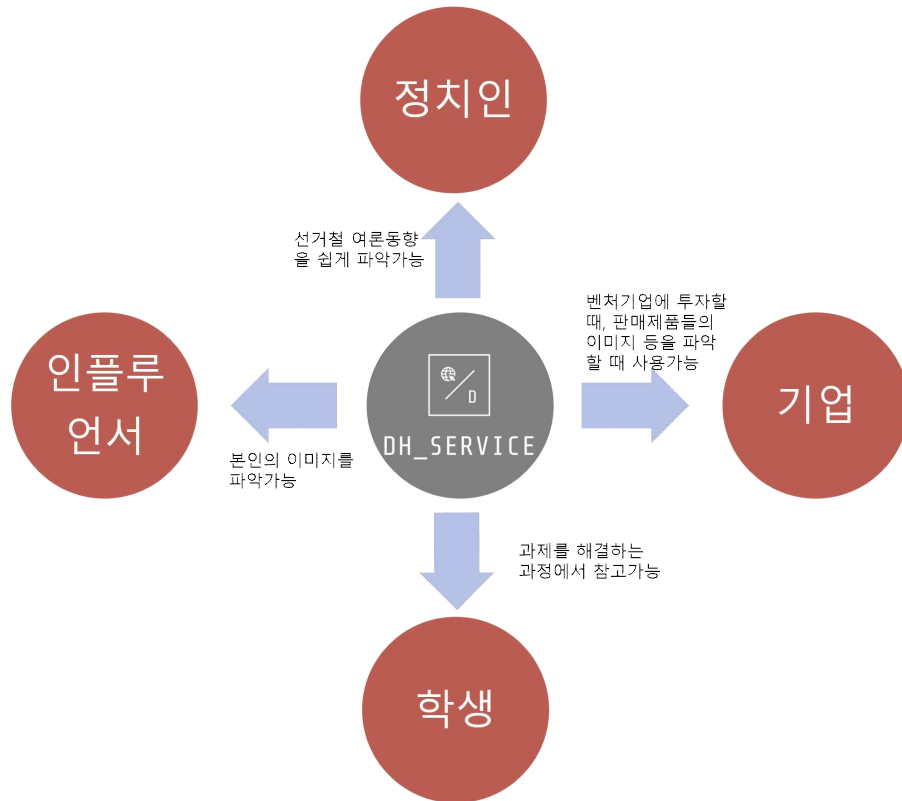 정치인
선거철 여론동향
을 쉽게 파악가능
벤처기업에 투자할
때, 판매제품들의
이미지 등을 파악
할 때 사용가능
인플루
언서
D
DH_SERVICE
기업
본인의 이미지를
파악가능
과제를 해결하는
과정에서 참고가능
학생